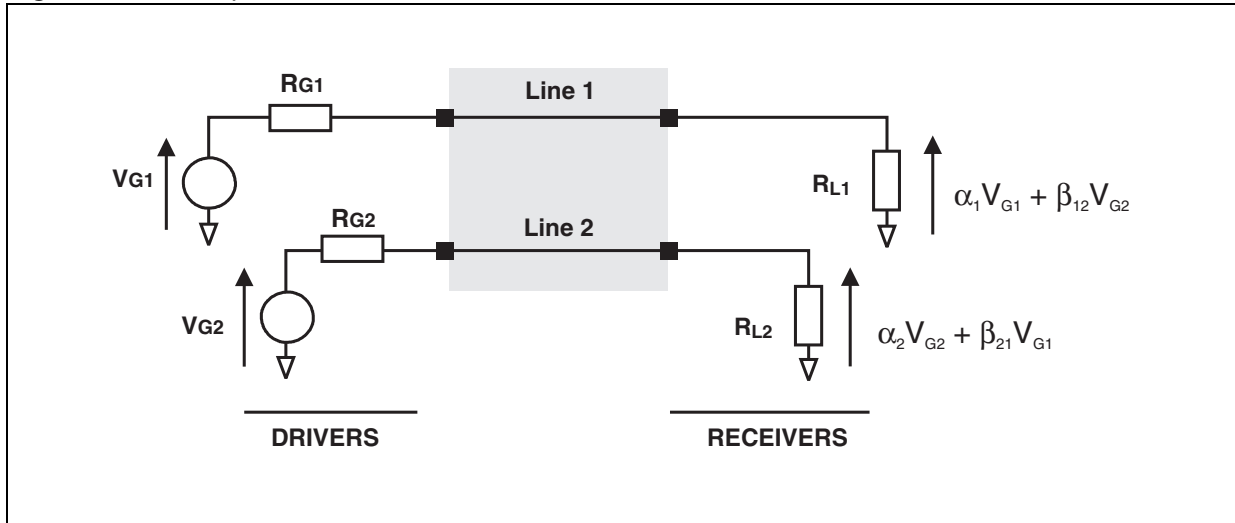 RG1
Line 1
VG1
RL1
α₁VG1 + β₁₂VG2
RG2
Line 2
VG2
RL2
α₂VG2 + β₂₁VG1
DRIVERS
RECEIVERS